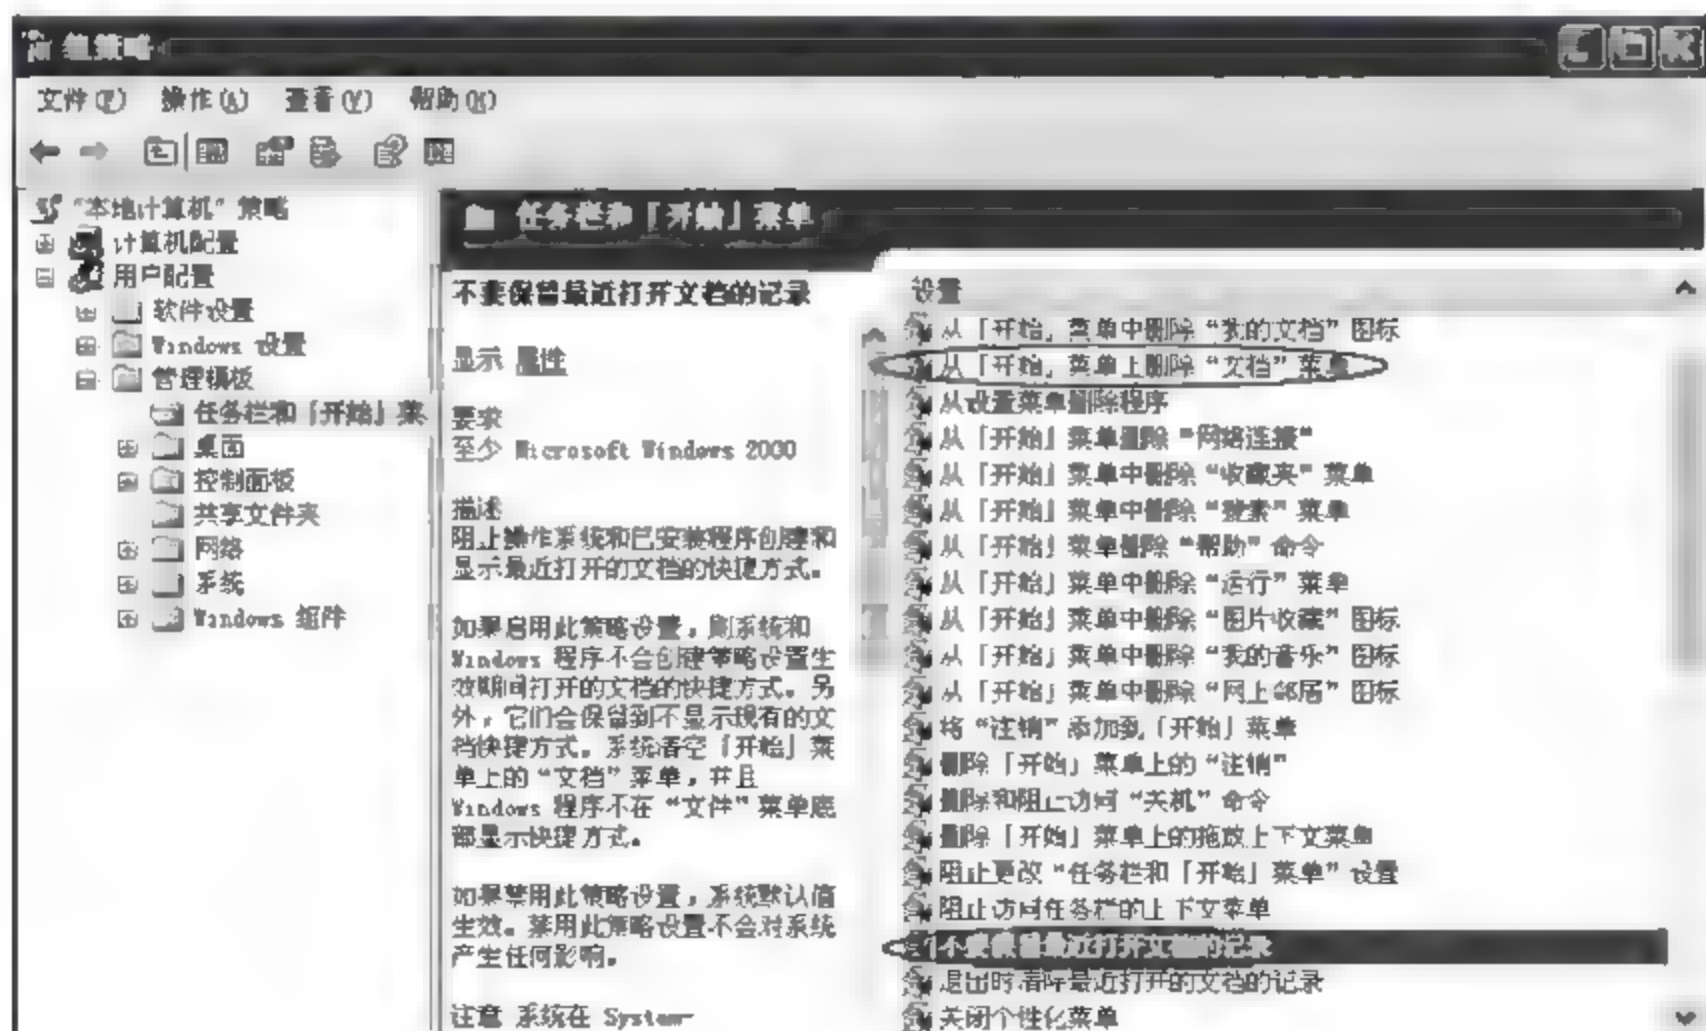 组策略
文件(F) 操作(A) 查看(V) 帮助(H)
“本地计算机”策略
计算机配置
用户配置
软件设置
Windows 设置
管理模板
任务栏和「开始」菜
桌面
控制面板
共享文件夹
网络
系统
Windows 组件
任务栏和「开始」菜单
不要保留最近打开文档的记录
显示 属性
要求
至少 Microsoft Windows 2000
描述
阻止操作系统和已安装程序创建和
显示最近打开的文档的快捷方式。
如果启用此策略设置,则系统和
Windows 程序不会创建策略设置生
效期间打开的文档的快捷方式。另
外,它们会保留到不显示现有的文
档快捷方式。系统清空「开始」菜
单上的“文档”菜单,并且
Windows 程序不在“文件”菜单底
部显示快捷方式。
如果禁用此策略设置,系统默认值
生效。禁用此策略设置不会对系统
产生任何影响。
注意 系统在 System-
设置
从「开始」菜单中删除“我的文档”图标
从「开始」菜单上删除“文档”菜单
从设置菜单删除程序
从「开始」菜单删除“网络连接”
从「开始」菜单中删除“收藏夹”菜单
从「开始」菜单中删除“搜索”菜单
从「开始」菜单删除“帮助”命令
从「开始」菜单中删除“运行”菜单
从「开始」菜单中删除“图片收藏”图标
从「开始」菜单中删除“我的音乐”图标
从「开始」菜单中删除“网上邻居”图标
将“注销”添加到「开始」菜单
删除「开始」菜单上的“注销”
删除和阻止访问“关机”命令
删除「开始」菜单上的拖放上下文菜单
阻止更改“任务栏和「开始」菜单”设置
阻止访问任务栏的上下文菜单
不要保留最近打开文档的记录
退出时清除最近打开的文档的记录
关闭个性化菜单